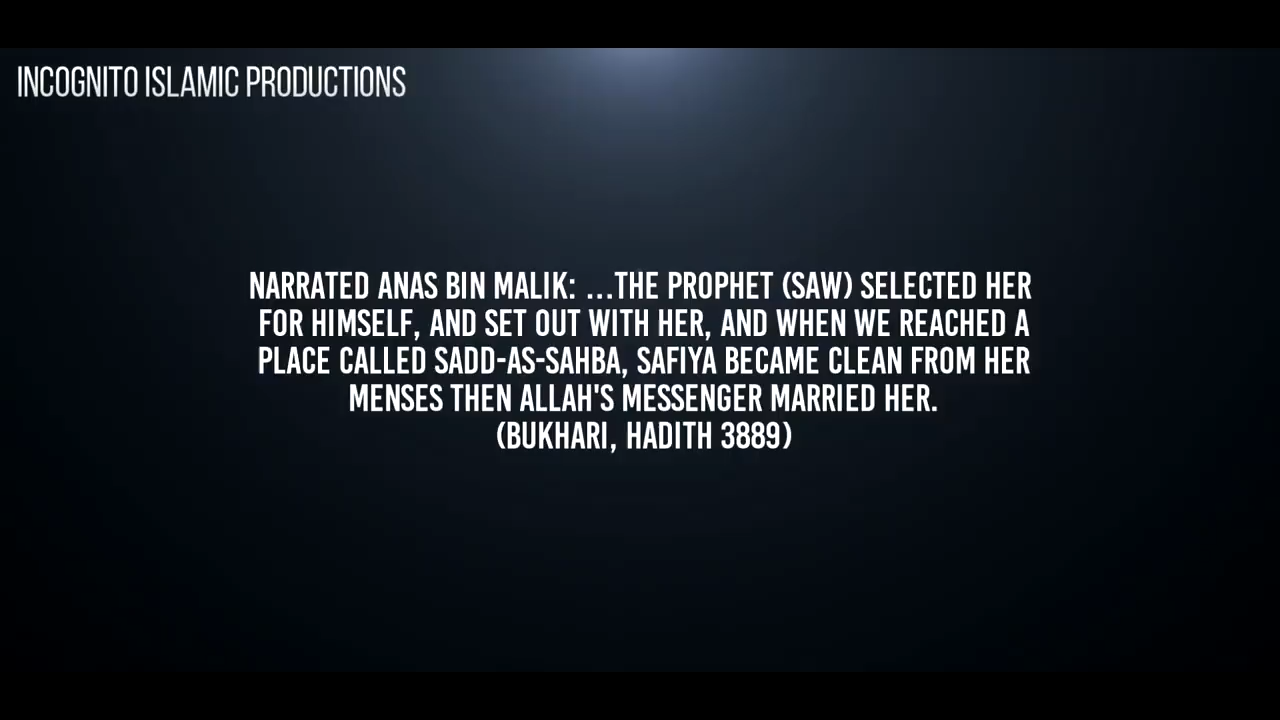 INCOGNITO ISLAMIC PRODUCTIONS
NARRATED ANAS BIN MALIK: ...THE PROPHET (SAW) SELECTED HER
FOR HIMSELF, AND SET OUT WITH HER, AND WHEN WE REACHED A
PLACE CALLED SADD-AS-SAHBA, SAFIYA BECAME CLEAN FROM HER
MENSES THEN ALLAH'S MESSENGER MARRIED HER.
(BUKHARI, HADITH 3889)